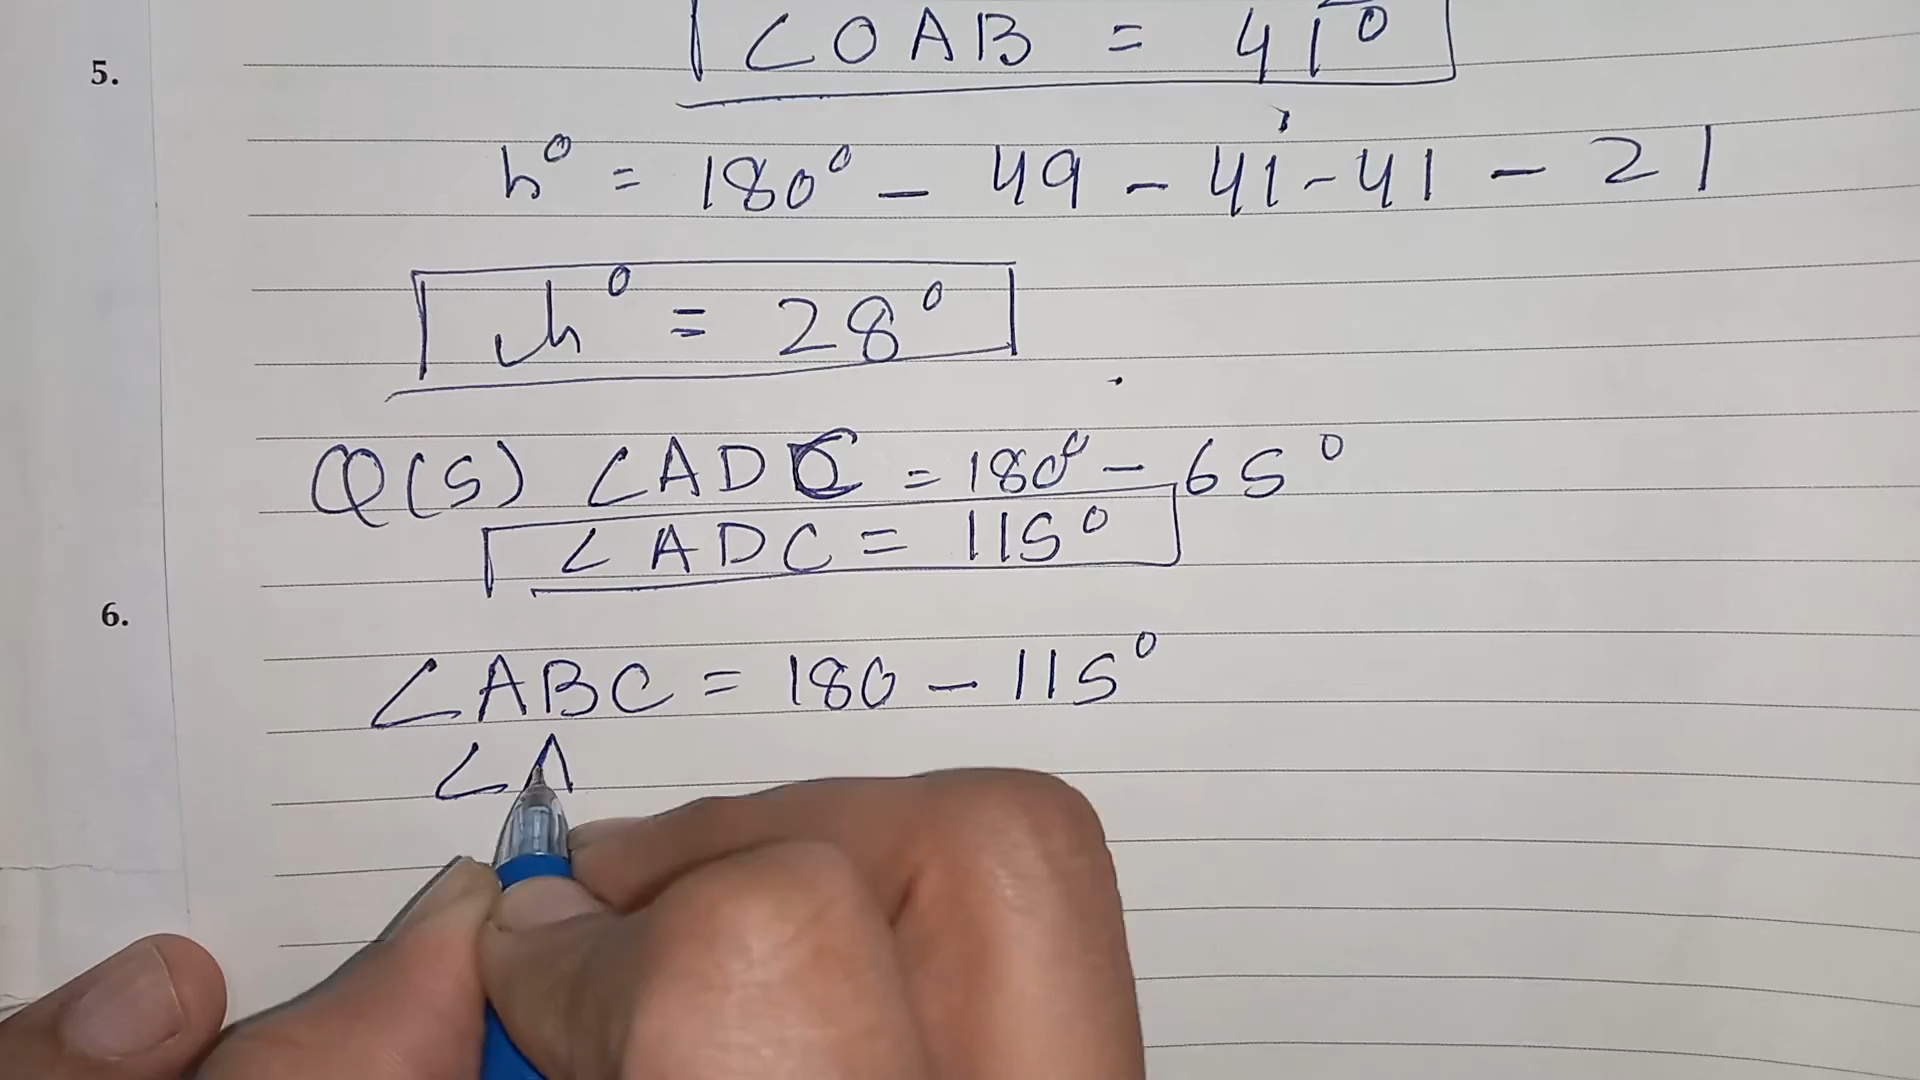 ∠OAB = 41°
5.
h° = 180° - 49 - 41 - 41 - 21
h° = 28°
Q(5) ∠ADC = 180° - 65°
∠ADC = 115°
6.
∠ABC = 180 - 115°
∠A